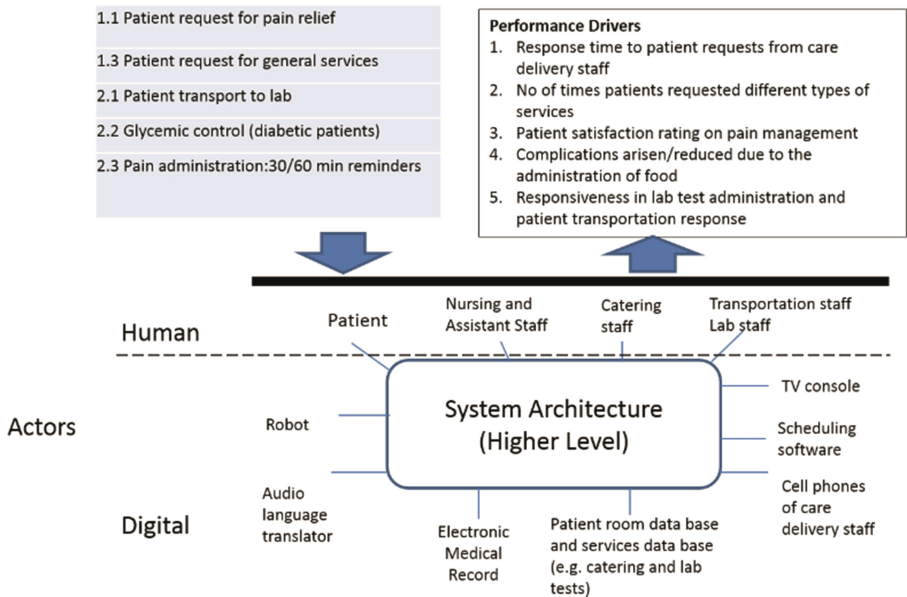 1.1 Patient request for pain relief
1.3 Patient request for general services
2.1 Patient transport to lab
2.2 Glycemic control (diabetic patients)
2.3 Pain administration:30/60 min reminders
Performance Drivers
1. Response time to patient requests from care
delivery staff
2. No of times patients requested different types of
services
3. Patient satisfaction rating on pain management
4. Complications arisen/reduced due to the
administration of food
5. Responsiveness in lab test administration and
patient transportation response
Human
Patient
Nursing and
Assistant Staff
Catering
staff
Transportation staff
Lab staff
Actors
System Architecture
(Higher Level)
Robot
TV console
Scheduling
software
Digital
Audio
language
translator
Electronic
Medical
Record
Patient room data base
and services data base
(e.g. catering and lab
tests)
Cell phones
of care
delivery staff